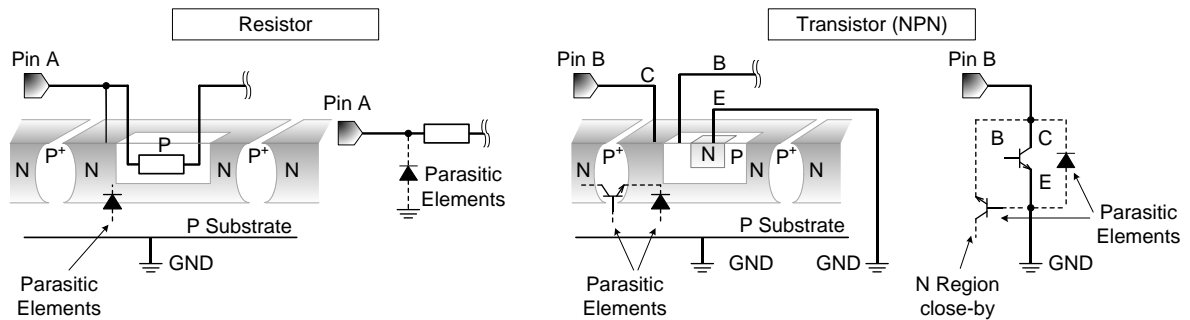 Resistor
Pin A
N
P+
N
P
N
P+
N
P Substrate
GND
Parasitic
Elements
Pin A
Parasitic
Elements
Transistor (NPN)
Pin B
C
B
E
N
P+
N
N
P
N
P+
N
P Substrate
GND
GND
Parasitic
Elements
Pin B
B
C
E
Parasitic
Elements
GND
N Region
close-by